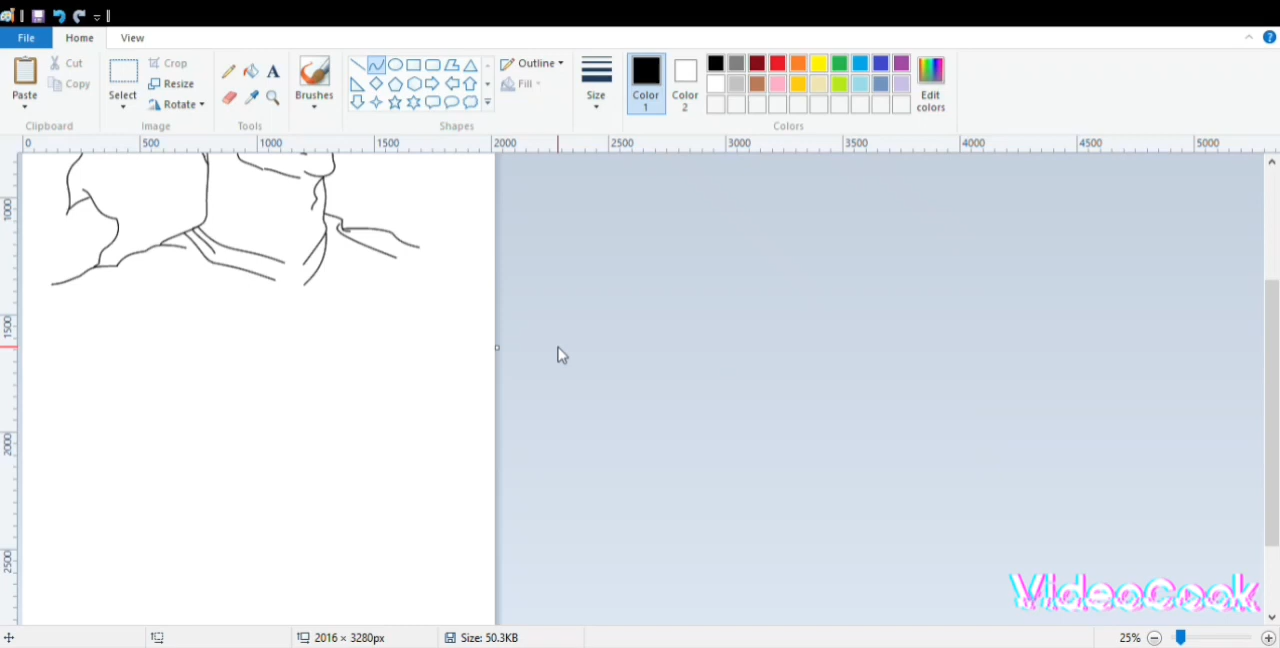 File Home View
Cut Crop Outline
Copy Resize Fill
Paste Select Rotate Brushes Size Color 1 Color 2 Edit colors
Clipboard Image Tools Shapes Colors
0 500 1000 1500 2000 2500 3000 3500 4000 4500 5000
1000
1500
2000
2500
VideoCook
2016 × 3280px Size: 50.3KB 25%